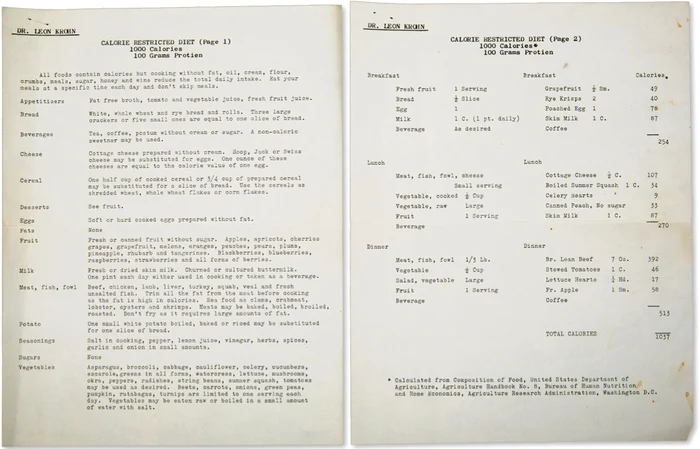 DR. LEON KROHN
CALORIE RESTRICTED DIET (Page 1)
1000 Calories
100 Grams Protien
All foods contain calories but cooking without fat, oil, cream, flour,
crumbs, meals, sugar, honey and wine reduce the total daily intake. Eat your
meals at a specific time each day and don't skip meals.
Appetizers Fat free broth, tomato and vegetable juice, fresh fruit juice.
Bread White, whole wheat and rye bread and rolls. Three large
crackers or five small ones are equal to one slice of bread.
Beverages Tea, coffee, postum without cream or sugar. A non-caloric
sweetner may be used.
Cheese Cottage cheese prepared without cream. Hoop, Jack or Swiss
cheese may be substituted for eggs. One ounce of these
cheeses are equal to the calorie value of one egg.
Cereal One half cup of cooked cereal or 3/4 cup of prepared cereal
may be substituted for a slice of bread. Use the cereals as
shredded wheat, whole wheat flakes or corn flakes.
Desserts See fruit.
Eggs Soft or hard cooked eggs prepared without fat.
Fats None
Fruit Fresh or canned fruit without sugar. Apples, apricots, cherries
grapes, grapefruit, melons, oranges, peaches, pears, plums,
pineapple, rhubarb and tangerines. Blackberries, blueberries,
raspberries, strawberries and all forms of berries.
Milk Fresh or dried skim milk. Churned or cultured buttermilk.
One pint each day either used in cooking or taken as a beverage.
Meat, fish, fowl Beef, chicken, lamb, liver, turkey, squab, veal and fresh
unsalted fish. Trim all the fat from the meat before cooking
as the fat is high in calories. Sea food as clams, crabmeat,
lobster, oysters and shrimps. Meats may be baked, boiled, broiled,
roasted. Don't fry as it requires large amounts of fat.
Potato One small white potato boiled, baked or riced may be substituted
for one slice of bread.
Seasonings Salt in cooking, pepper, lemon juice, vinegar, herbs, spices,
garlic and onion in small amounts.
Sugars None
Vegetables Asparagus, broccoli, cabbage, mauliflower, celery, cucumbers,
escarole, greens in all forms, watercress, lettuce, mushrooms,
okra, peppers, radishes, string beans, summer squash, tomatoes
may be used as desired. Beets, carrots, onions, green peas,
pumpkin, rutabagas, turnips are limited to one serving each
day. Vegetables may be eaten raw or boiled in a small amount
of water with salt.
DR. LEON KROHN
CALORIE RESTRICTED DIET (Page 2)
1000 Calories*
100 Grams Protien
Breakfast Breakfast Calories
Fresh fruit 1 Serving Grapefruit ½ Sm. 49
Bread ½ Slice Rye Krisps 2 40
Egg 1 Poached Egg 1 78
Milk 1 C. (1 pt. daily) Skim Milk 1 C. 87
Beverage As desired Coffee
254
Lunch Lunch
Meat, fish, fowl, cheese Cottage Cheese ½ C. 107
Small serving Boiled Summer Squash 1 C. 34
Vegetable, cooked ½ Cup Celery Hearts 9
Vegetable, raw Large Canned Peach, No sugar 33
Fruit 1 Serving Skim Milk 1 C. 87
Beverage 270
Dinner Dinner
Meat, fish, fowl 1/3 Lb. Br. Lean Beef 7 Oz. 392
Vegetable ½ Cup Stewed Tomatoes 1 C. 46
Salad, vegetable Large Lettuce Hearts ¼ Hd. 17
Fruit 1 Serving Fr. Apple 1 Sm. 58
Beverage Coffee
513
TOTAL CALORIES 1037
* Calculated from Composition of Food, United States Department of
Agriculture, Agriculture Handbook No. 8, Bureau of Human Nutrition
and Home Economics, Agriculture Research Administration, Washington D.C.